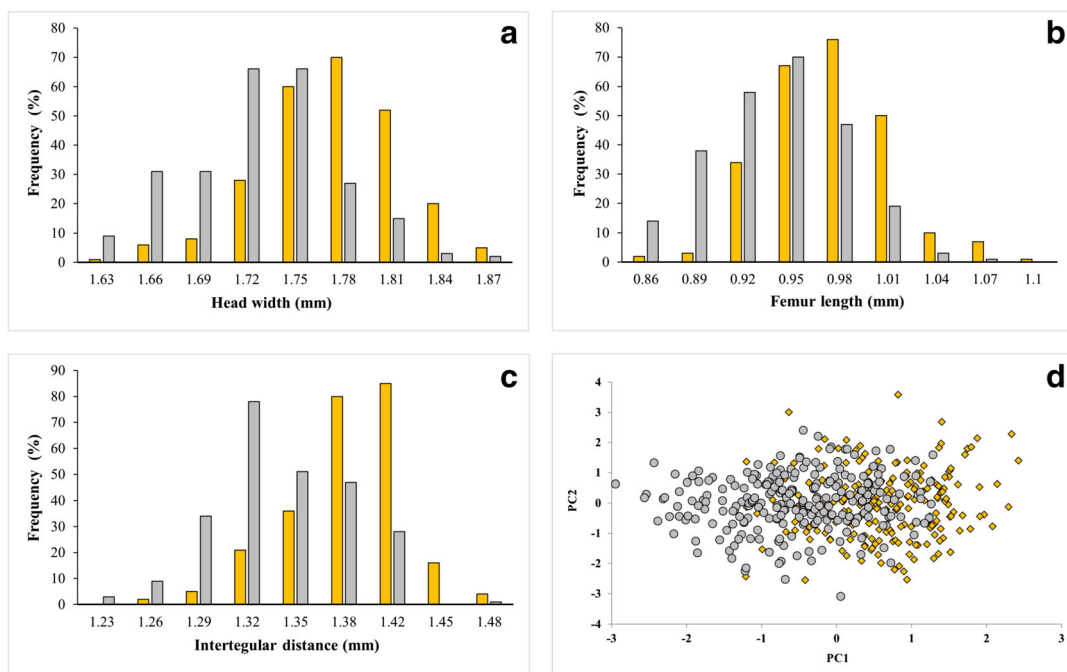 a
80
70
60
50
40
30
20
10
0
Frequency (%)
1.63 1.66 1.69 1.72 1.75 1.78 1.81 1.84 1.87
Head width (mm)
b
80
70
60
50
40
30
20
10
0
Frequency (%)
0.86 0.89 0.92 0.95 0.98 1.01 1.04 1.07 1.1
Femur length (mm)
c
90
80
70
60
50
40
30
20
10
0
Frequency (%)
1.23 1.26 1.29 1.32 1.35 1.38 1.42 1.45 1.48
Intertegular distance (mm)
d
4
3
2
1
0
-1
-2
-3
-4
PC2
-3 -2 -1 0 1 2 3
PC1